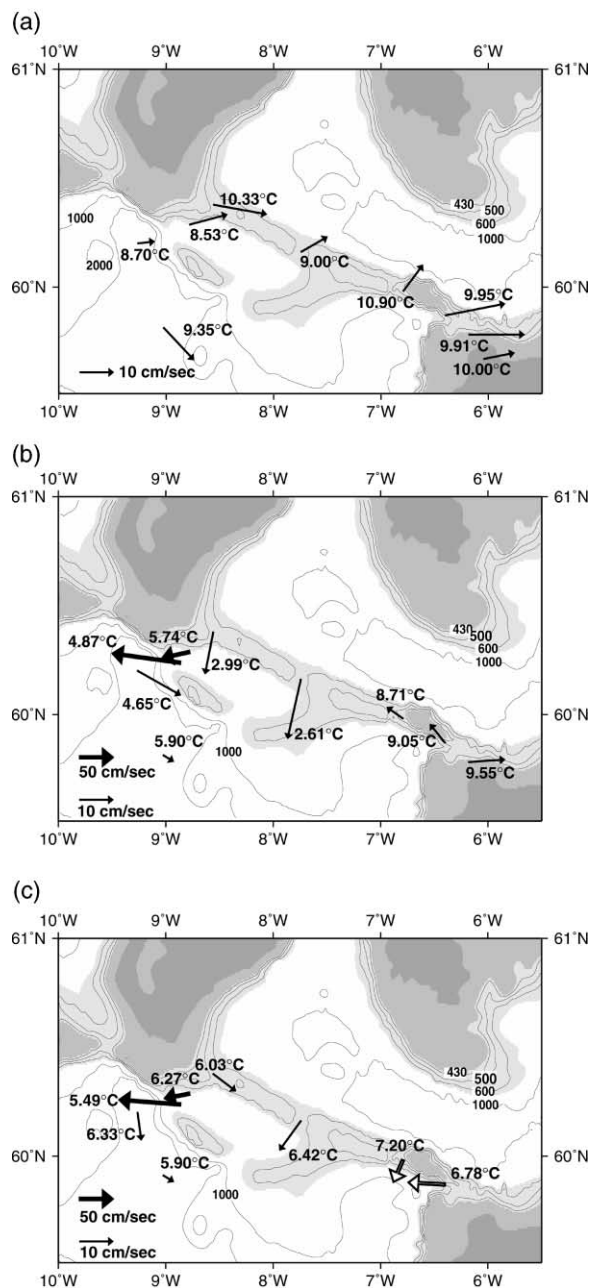 (a)
10˚W 9˚W 8˚W 7˚W 6˚W
61˚N
10.33°C
430 500
600
1000
1000
8.53°C
8.70°C
9.00°C
2000
60˚N
10.90°C
9.95°C
9.35°C
9.91°C
10.00°C
10 cm/sec
10˚W 9˚W 8˚W 7˚W 6˚W
(b)
10˚W 9˚W 8˚W 7˚W 6˚W
61˚N
430
500
600
1000
4.87°C
5.74°C
2.99°C
4.65°C
8.71°C
60˚N
2.61°C
9.05°C
5.90°C
1000
9.55°C
50 cm/sec
10 cm/sec
10˚W 9˚W 8˚W 7˚W 6˚W
(c)
10˚W 9˚W 8˚W 7˚W 6˚W
61˚N
430 500
600
1000
6.03°C
6.27°C
5.49°C
6.33°C
60˚N
5.90°C
6.42°C
7.20°C
6.78°C
1000
50 cm/sec
10 cm/sec
10˚W 9˚W 8˚W 7˚W 6˚W